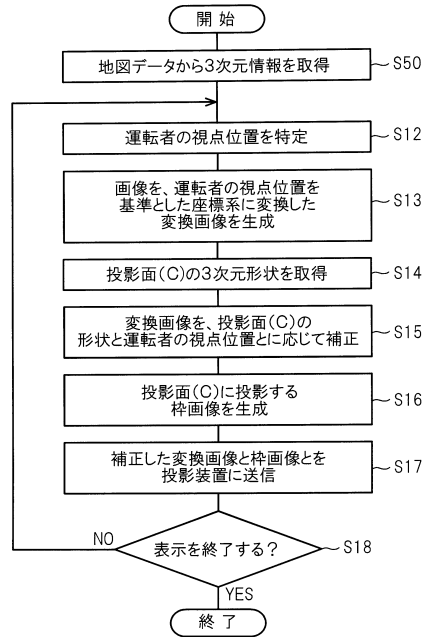 開 始
地図データから3次元情報を取得
S50
運転者の視点位置を特定
S12
画像を、運転者の視点位置を
基準とした座標系に変換した
変換画像を生成
S13
投影面(C)の3次元形状を取得
S14
変換画像を、投影面(C)の
形状と運転者の視点位置とに応じて補正
S15
投影面(C)に投影する
枠画像を生成
S16
補正した変換画像と枠画像とを
投影装置に送信
S17
NO
表示を終了する?
S18
YES
終 了